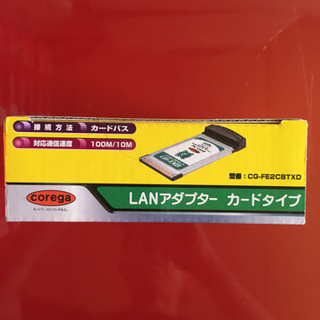 接続方法 カードバス
対応通信速度 100M/10M
型番：CG-FE2CBTXD
corega
LANアダプター カードタイプ